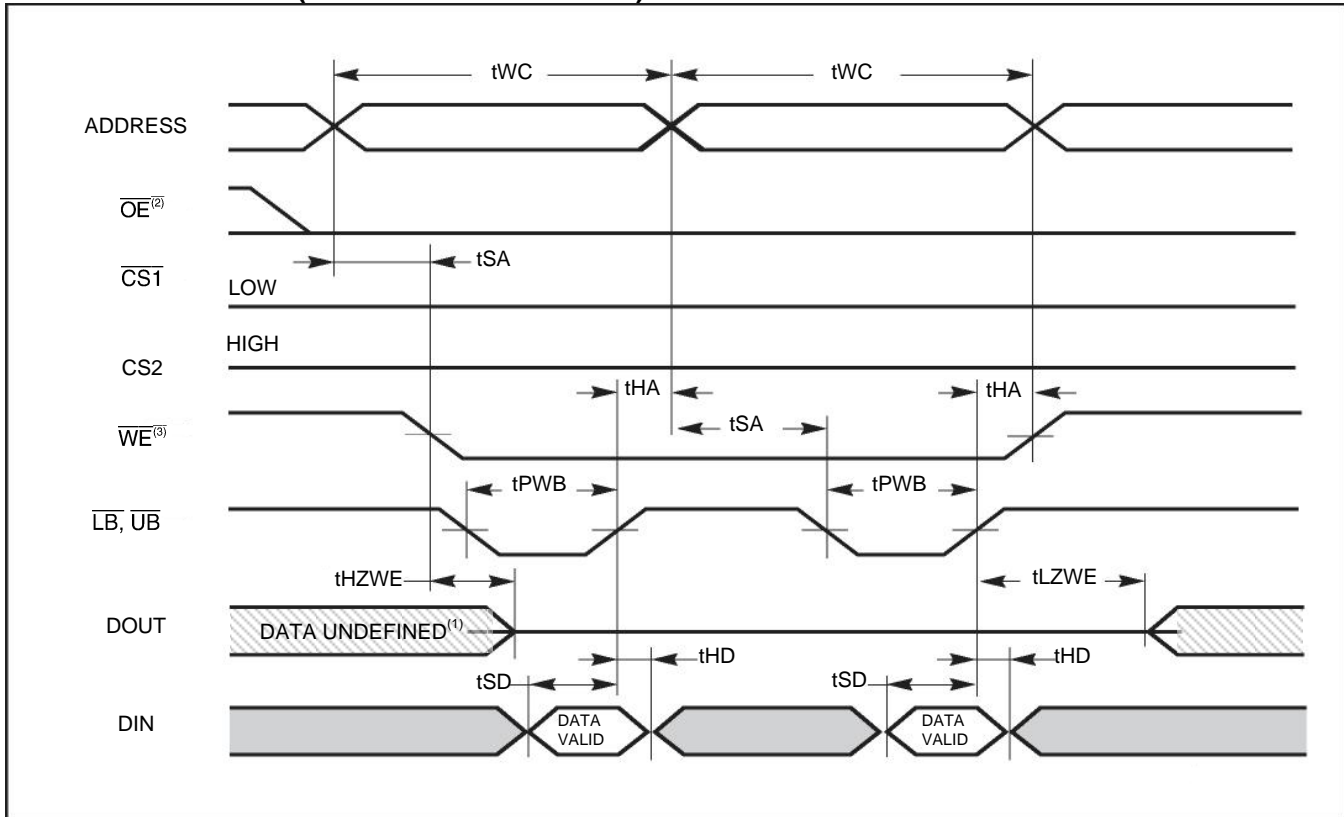 tWC tWC
ADDRESS
OE(2)
tSA
CS1
LOW
HIGH
CS2
tHA tHA
tSA
WE(3)
tPWB tPWB
LB, UB
tHZWE tLZWE
DOUT
DATA UNDEFINED(1)
tHD tHD
tSD tSD
DIN
DATA
VALID
DATA
VALID